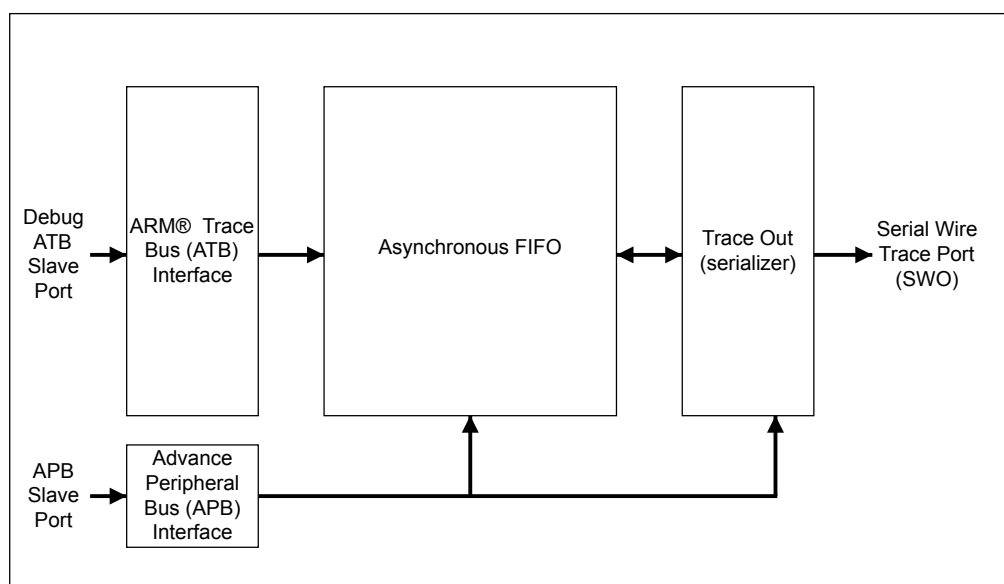 Debug
ATB
Slave
Port
ARM® Trace
Bus (ATB)
Interface
Asynchronous FIFO
Trace Out
(serializer)
Serial Wire
Trace Port
(SWO)
APB
Slave
Port
Advance
Peripheral
Bus (APB)
Interface